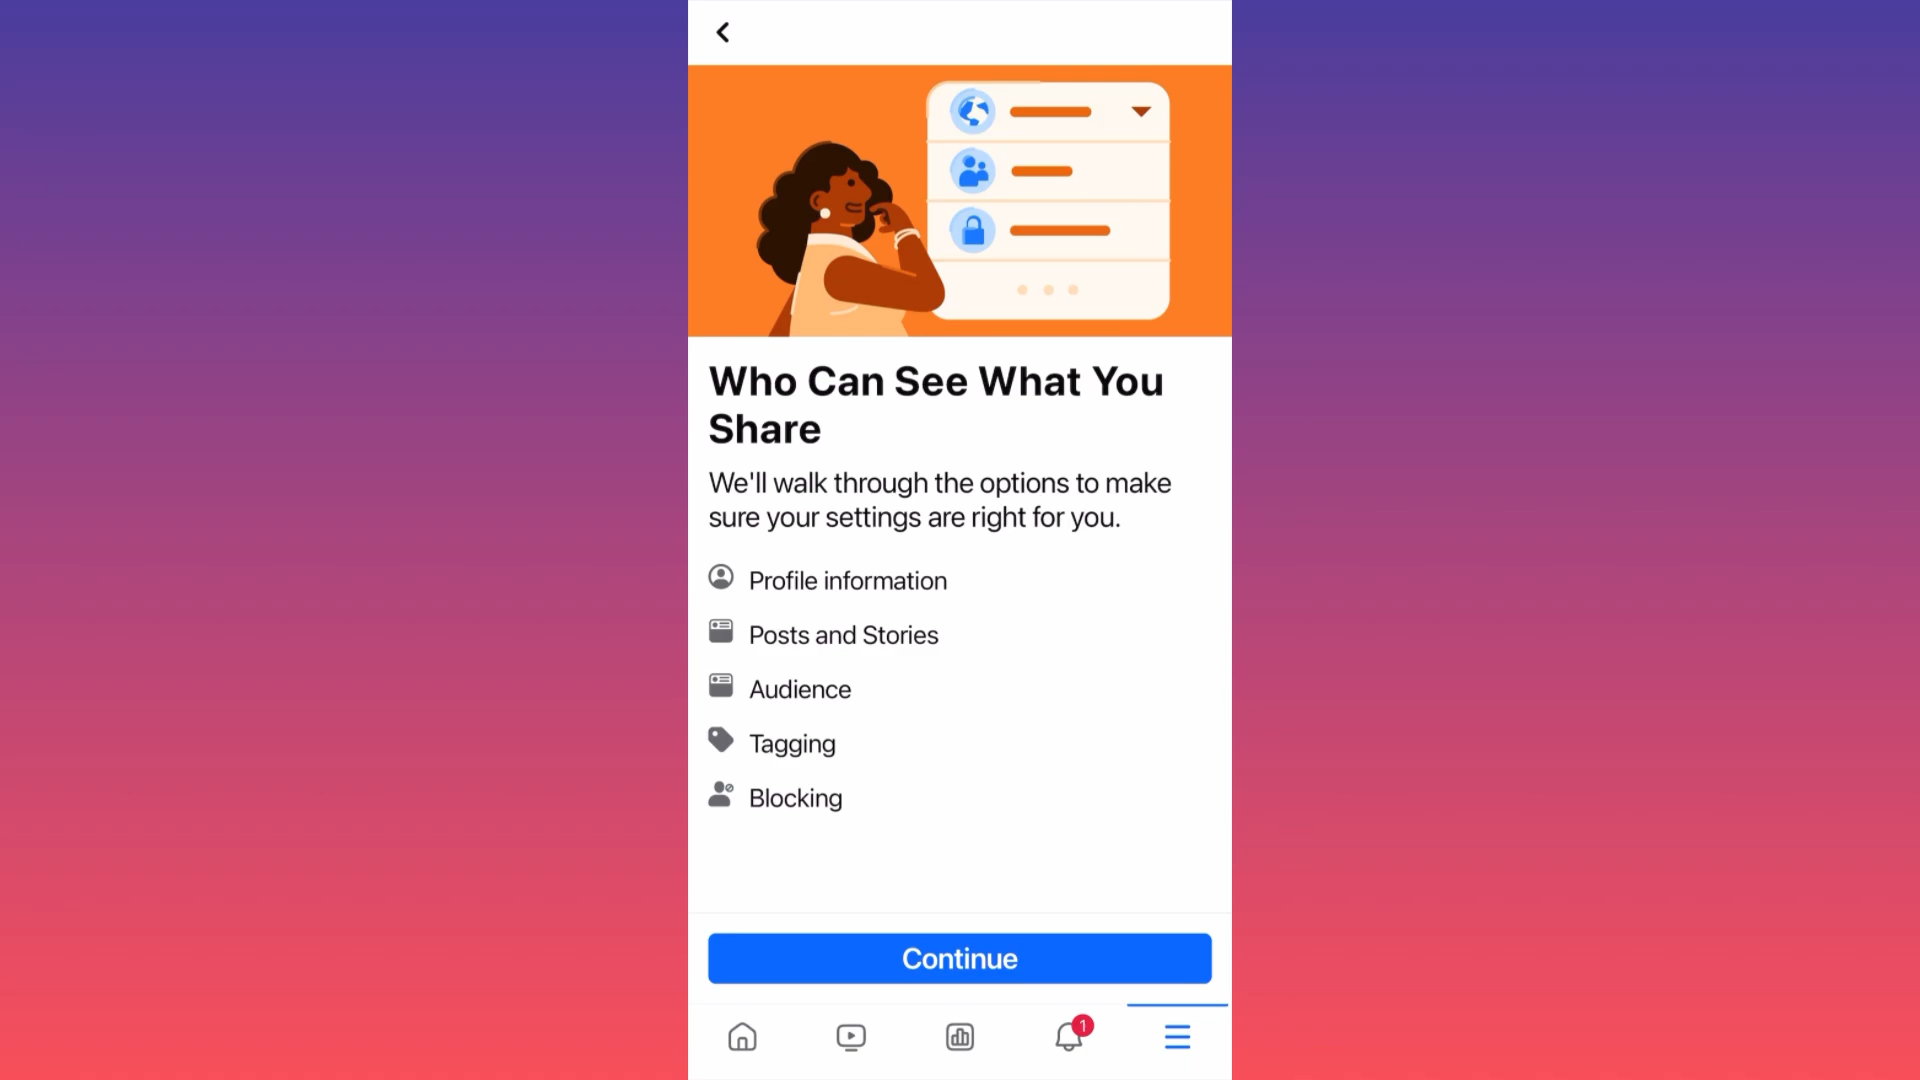 Who Can See What You
Share
We'll walk through the options to make
sure your settings are right for you.
Profile information
Posts and Stories
Audience
Tagging
Blocking
Continue
1